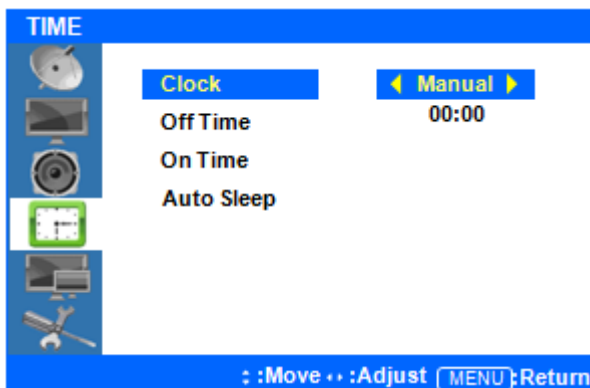 TIME
Clock Manual
Off Time 00:00
On Time
Auto Sleep
:Move :Adjust MENU:Return